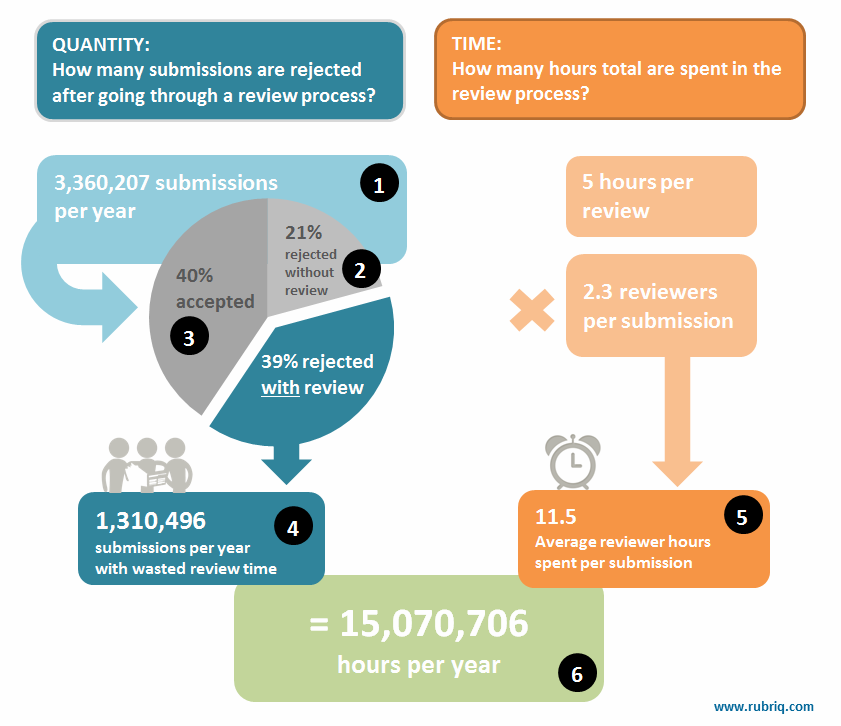 QUANTITY:
How many submissions are rejected
after going through a review process?
TIME:
How many hours total are spent in the
review process?
3,360,207 submissions
per year
1
21%
rejected
without
review
2
40%
accepted
3
39% rejected
with review
5 hours per
review
2.3 reviewers
per submission
1,310,496
submissions per year
with wasted review time
4
11.5
Average reviewer hours
spent per submission
5
= 15,070,706
hours per year
6
www.rubriq.com